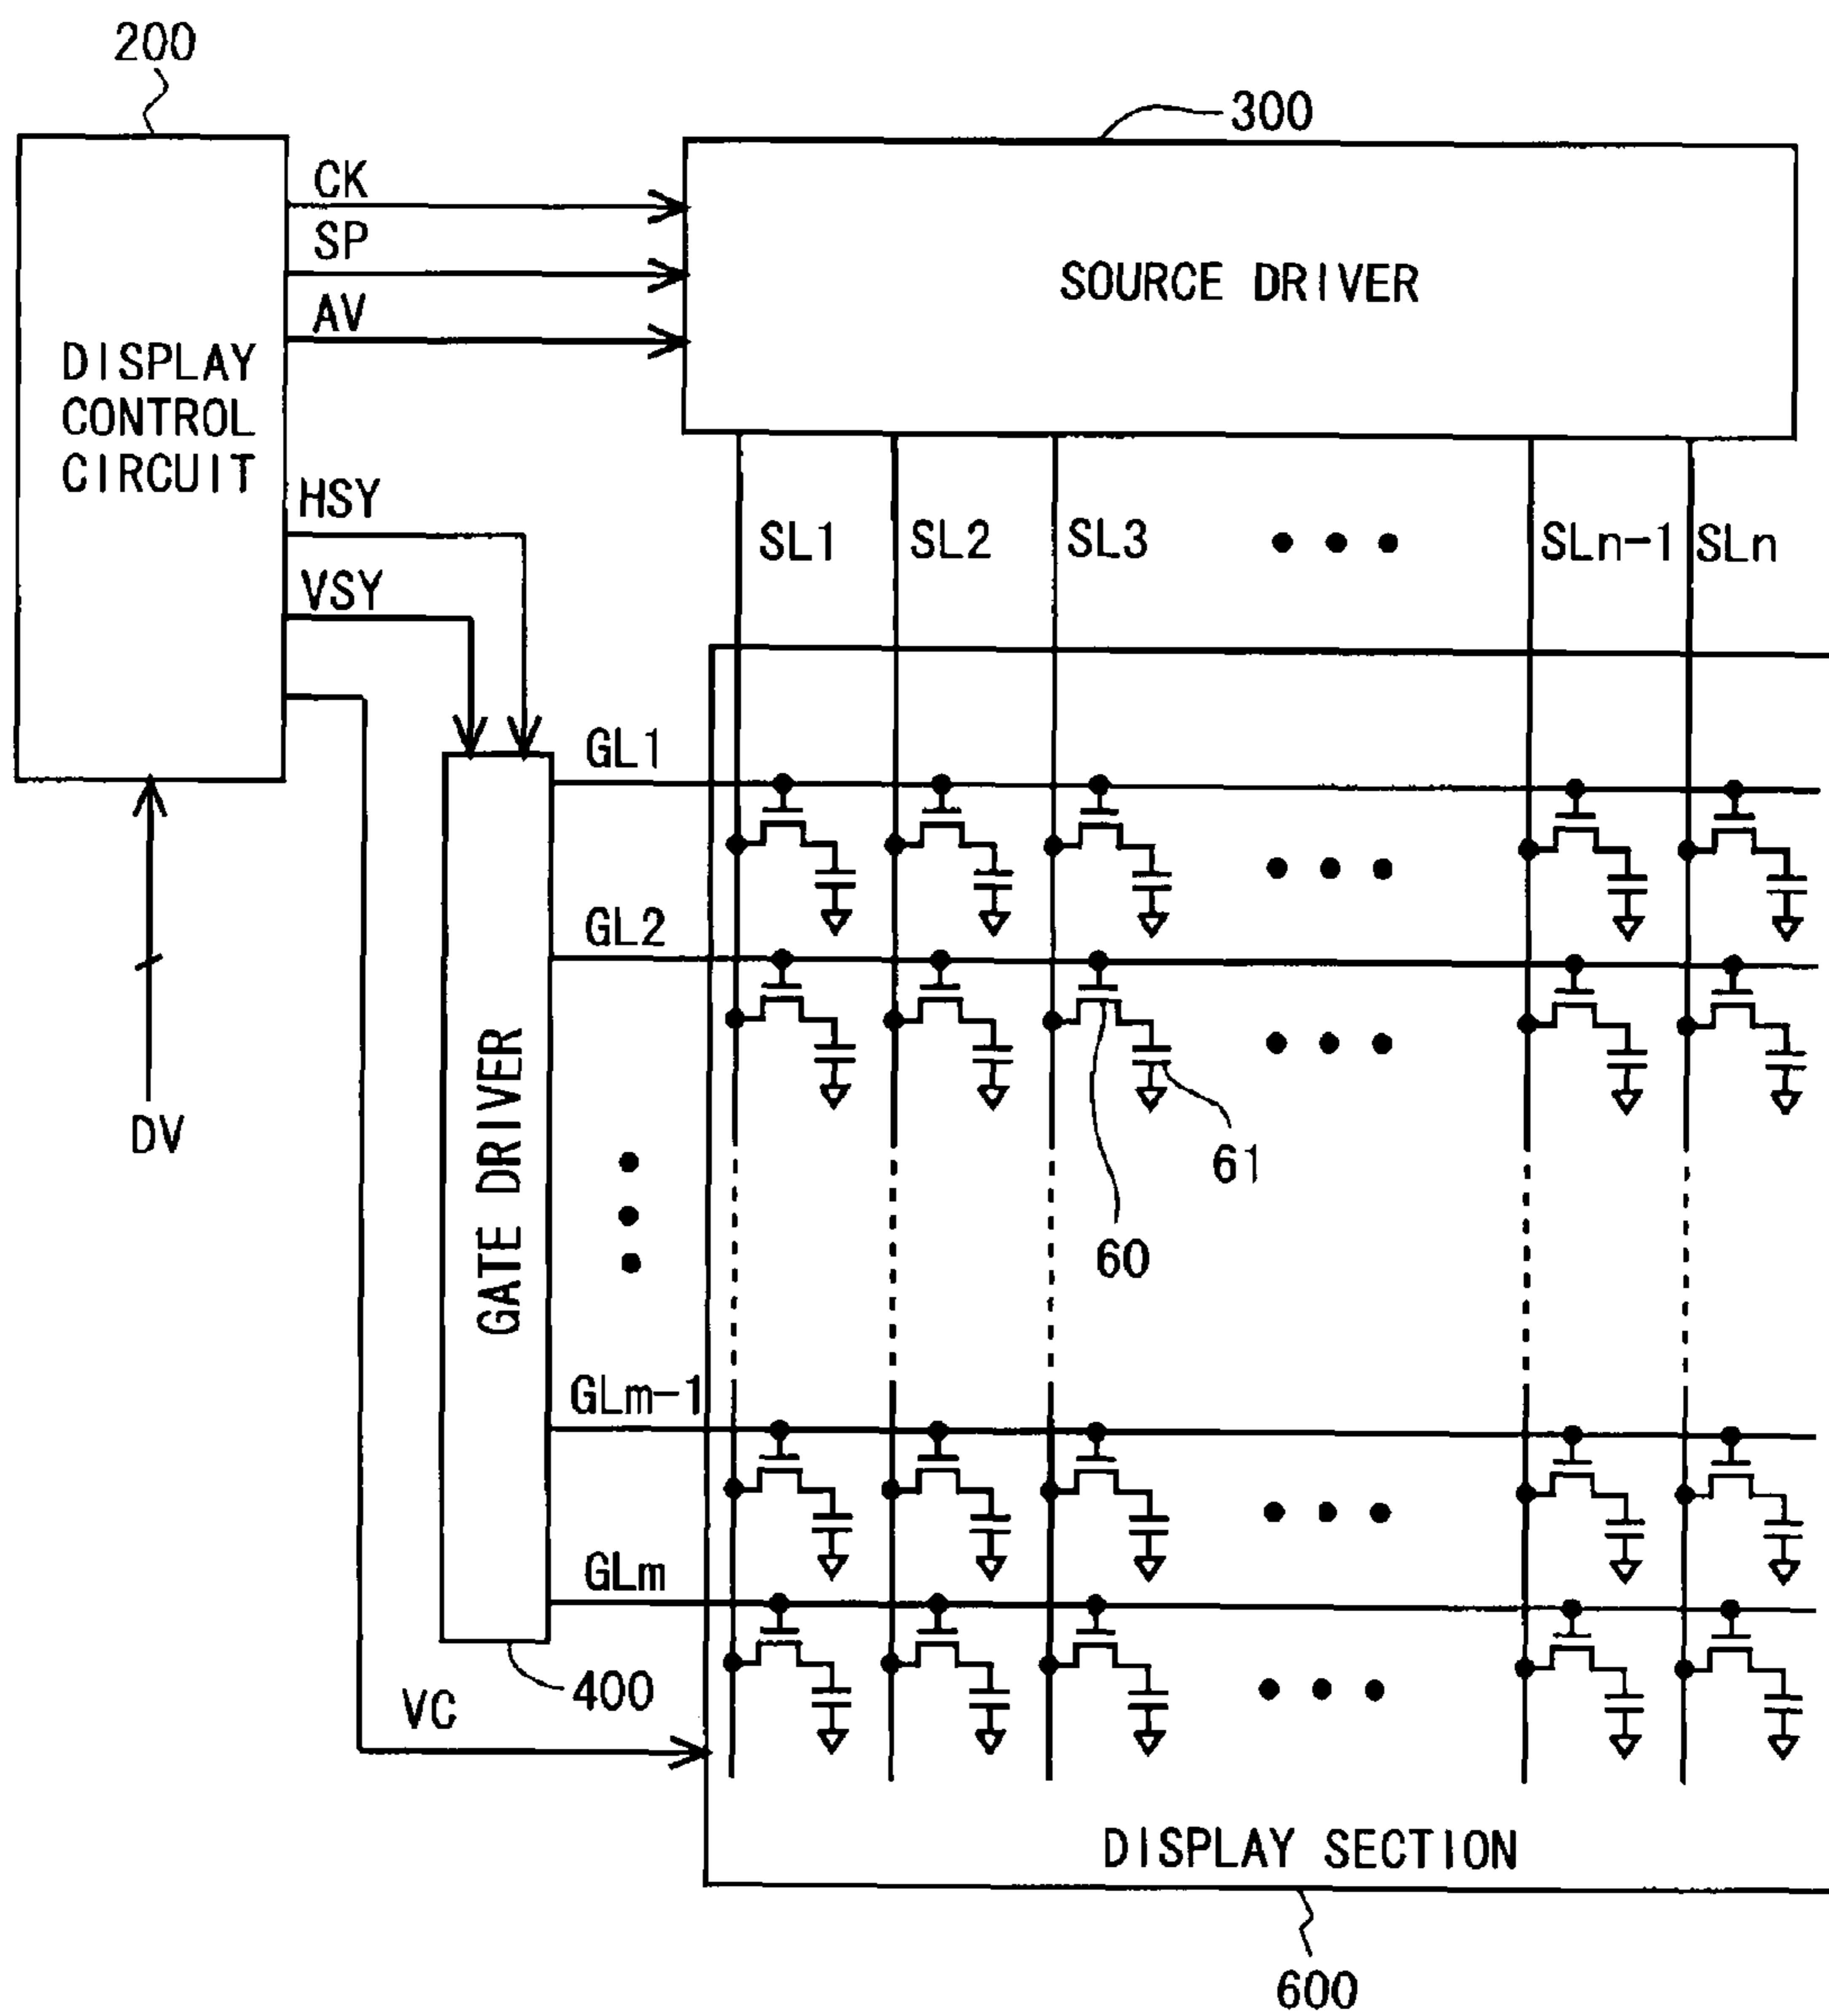 200
300
CK
SP
AV
SOURCE DRIVER
DISPLAY
CONTROL
CIRCUIT
HSY
VSY
SL1 SL2 SL3 SLn-1 SLn
GL1
GL2
DV
GATE DRIVER
61
60
GLm-1
GLm
400
VC
DISPLAY SECTION
600